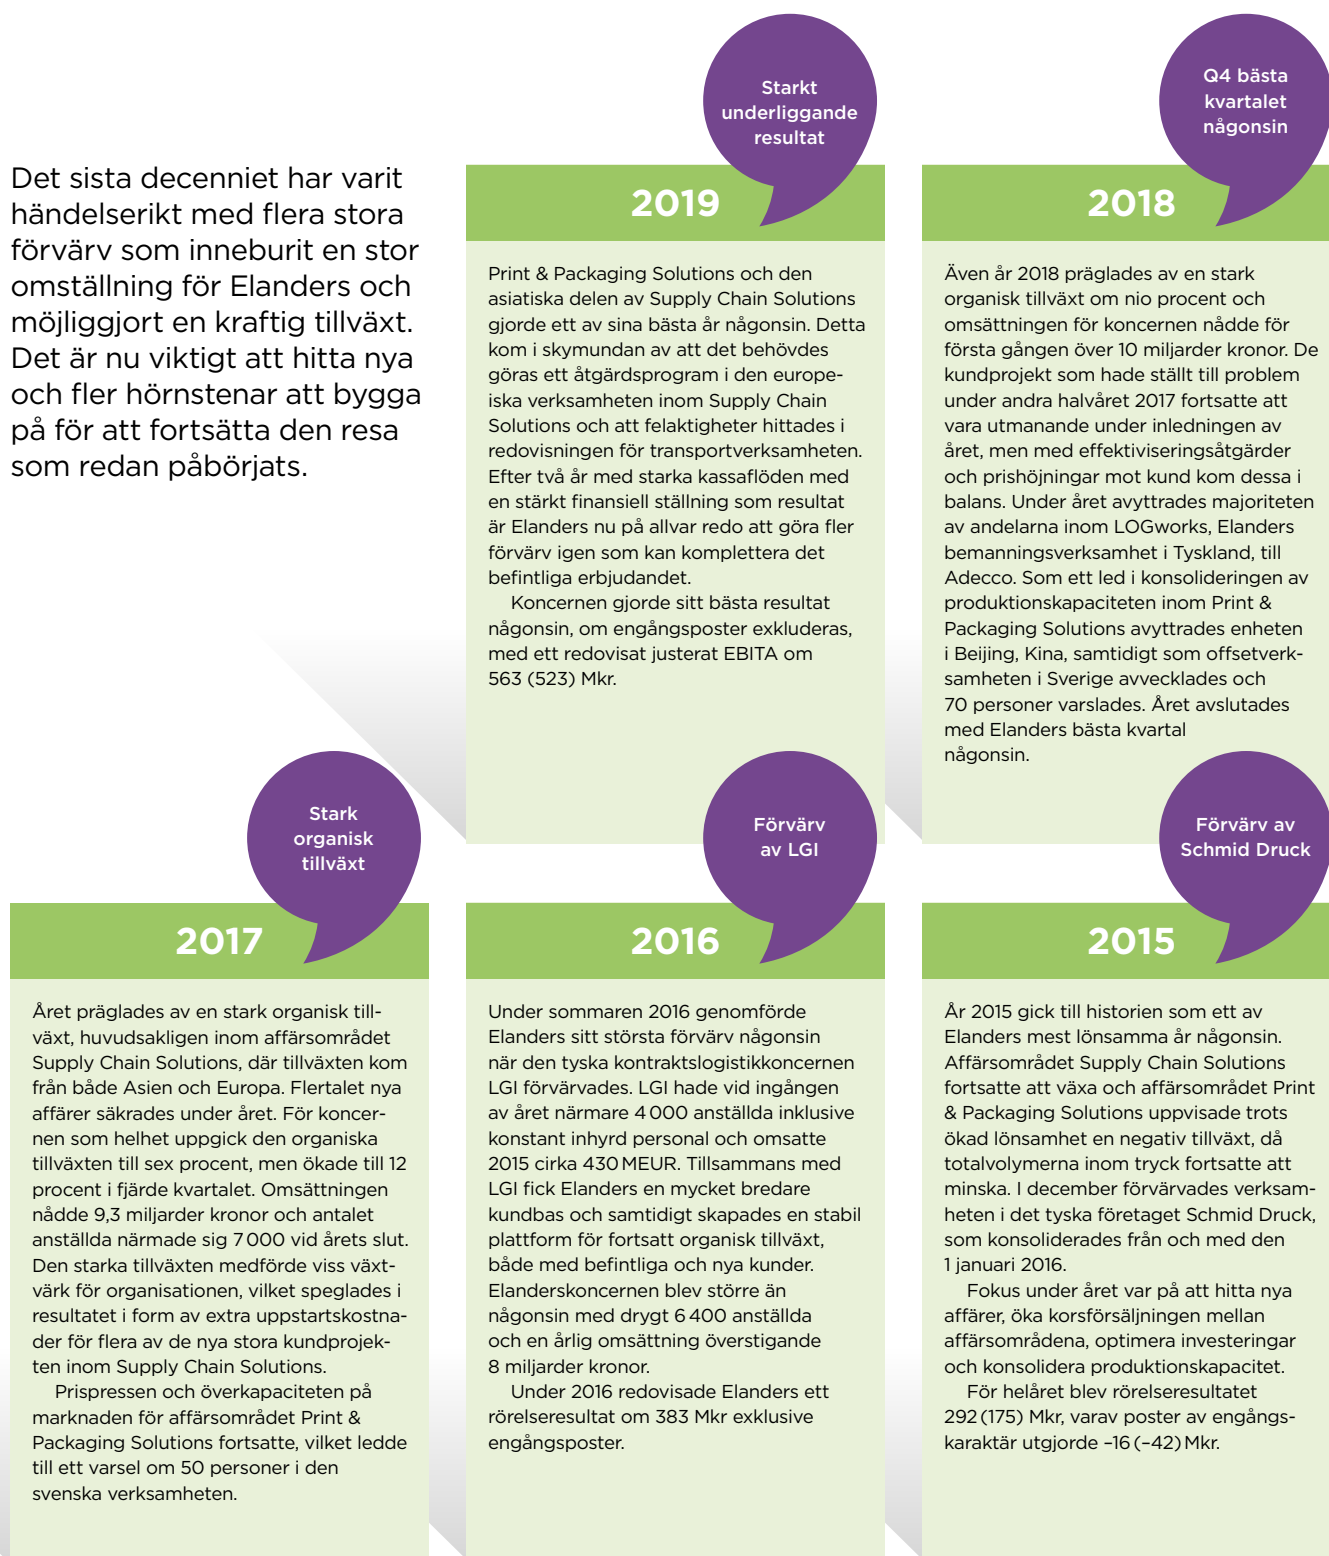 Det sista decenniet har varit
händelserikt med flera stora
förvärv som inneburit en stor
omställning för Elanders och
möjliggjort en kraftig tillväxt.
Det är nu viktigt att hitta nya
och fler hörnstenar att bygga
på för att fortsätta den resa
som redan påbörjats.
Starkt
underliggande
resultat
2019
Print & Packaging Solutions och den
asiatiska delen av Supply Chain Solutions
gjorde ett av sina bästa år någonsin. Detta
kom i skymundan av att det behövdes
göras ett åtgärdsprogram i den europe-
iska verksamheten inom Supply Chain
Solutions och att felaktigheter hittades i
redovisningen för transportverksamheten.
Efter två år med starka kassaflöden med
en stärkt finansiell ställning som resultat
är Elanders nu på allvar redo att göra fler
förvärv igen som kan komplettera det
befintliga erbjudandet.
Koncernen gjorde sitt bästa resultat
någonsin, om engångsposter exkluderas,
med ett redovisat justerat EBITA om
563 (523) Mkr.
Q4 bästa
kvartalet
någonsin
2018
Även år 2018 präglades av en stark
organisk tillväxt om nio procent och
omsättningen för koncernen nådde för
första gången över 10 miljarder kronor. De
kundprojekt som hade ställt till problem
under andra halvåret 2017 fortsatte att
vara utmanande under inledningen av
året, men med effektiviseringsåtgärder
och prishöjningar mot kund kom dessa i
balans. Under året avyttrades majoriteten
av andelarna inom LOGworks, Elanders
bemanningsverksamhet i Tyskland, till
Adecco. Som ett led i konsolideringen av
produktionskapaciteten inom Print &
Packaging Solutions avyttrades enheten
i Beijing, Kina, samtidigt som offsetverk-
samheten i Sverige avvecklades och
70 personer varslades. Året avslutades
med Elanders bästa kvartal
någonsin.
Stark
organisk
tillväxt
2017
Året präglades av en stark organisk till-
växt, huvudsakligen inom affärsområdet
Supply Chain Solutions, där tillväxten kom
från både Asien och Europa. Flertalet nya
affärer säkrades under året. För koncer-
nen som helhet uppgick den organiska
tillväxten till sex procent, men ökade till 12
procent i fjärde kvartalet. Omsättningen
nådde 9,3 miljarder kronor och antalet
anställda närmade sig 7 000 vid årets slut.
Den starka tillväxten medförde viss växt-
värk för organisationen, vilket speglades i
resultatet i form av extra uppstartskostna-
der för flera av de nya stora kundprojek-
ten inom Supply Chain Solutions.
Prispressen och överkapaciteten på
marknaden för affärsområdet Print &
Packaging Solutions fortsatte, vilket ledde
till ett varsel om 50 personer i den
svenska verksamheten.
Förvärv
av LGI
2016
Under sommaren 2016 genomförde
Elanders sitt största förvärv någonsin
när den tyska kontraktslogistikkoncernen
LGI förvärvades. LGI hade vid ingången
av året närmare 4 000 anställda inklusive
konstant inhyrd personal och omsatte
2015 cirka 430 MEUR. Tillsammans med
LGI fick Elanders en mycket bredare
kundbas och samtidigt skapades en stabil
plattform för fortsatt organisk tillväxt,
både med befintliga och nya kunder.
Elanderskoncernen blev större än
någonsin med drygt 6 400 anställda
och en årlig omsättning överstigande
8 miljarder kronor.
Under 2016 redovisade Elanders ett
rörelseresultat om 383 Mkr exklusive
engångsposter.
Förvärv av
Schmid Druck
2015
År 2015 gick till historien som ett av
Elanders mest lönsamma år någonsin.
Affärsområdet Supply Chain Solutions
fortsatte att växa och affärsområdet Print
& Packaging Solutions uppvisade trots
ökad lönsamhet en negativ tillväxt, då
totalvolymerna inom tryck fortsatte att
minska. I december förvärvades verksam-
heten i det tyska företaget Schmid Druck,
som konsoliderades från och med den
1 januari 2016.
Fokus under året var på att hitta nya
affärer, öka korsförsäljningen mellan
affärsområdena, optimera investeringar
och konsolidera produktionskapacitet.
För helåret blev rörelseresultatet
292 (175) Mkr, varav poster av engångs-
karaktär utgjorde –16 (–42) Mkr.